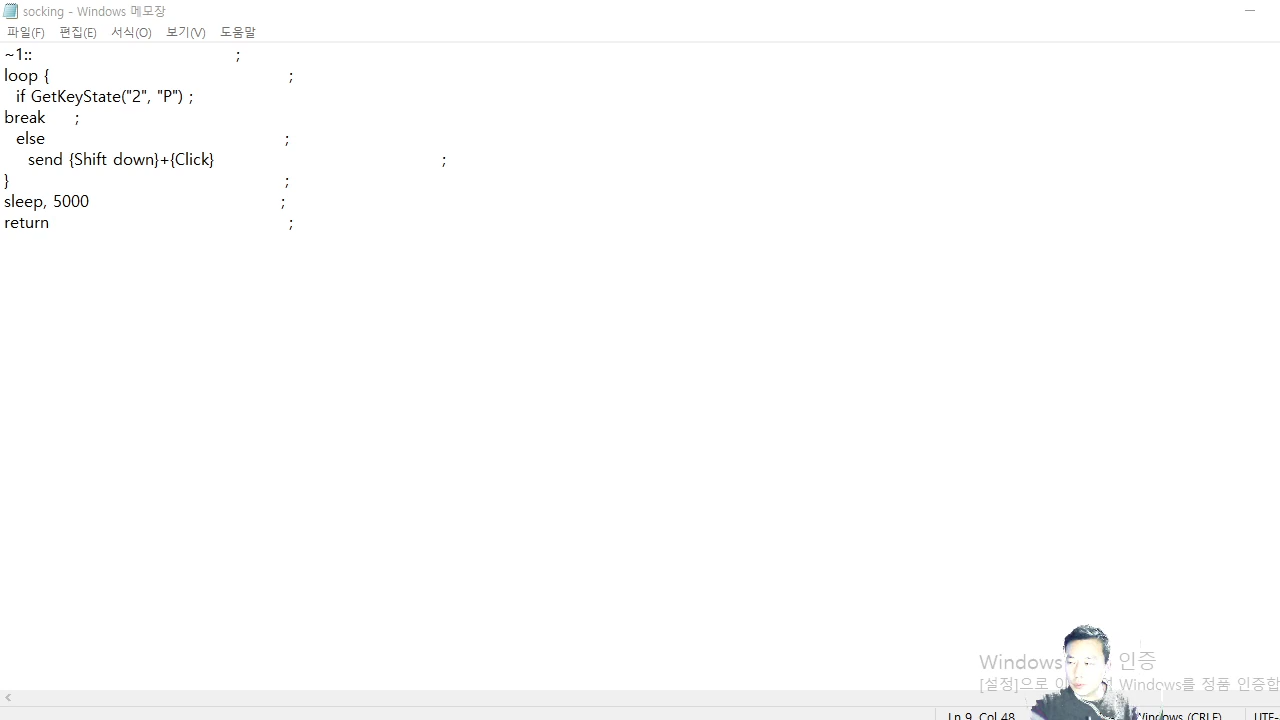 socking - Windows 메모장
파일(F) 편집(E) 서식(O) 보기(V) 도움말
~1:: ;
loop { ;
if GetKeyState("2", "P") ;
break ;
else ;
send {Shift down}+{Click} ;
} ;
sleep, 5000 ;
return ;
Windows 인증
[설정]으로 Windows를 정품 인증합
Ln 9, Col 48 Windows (CRLF) UTF-